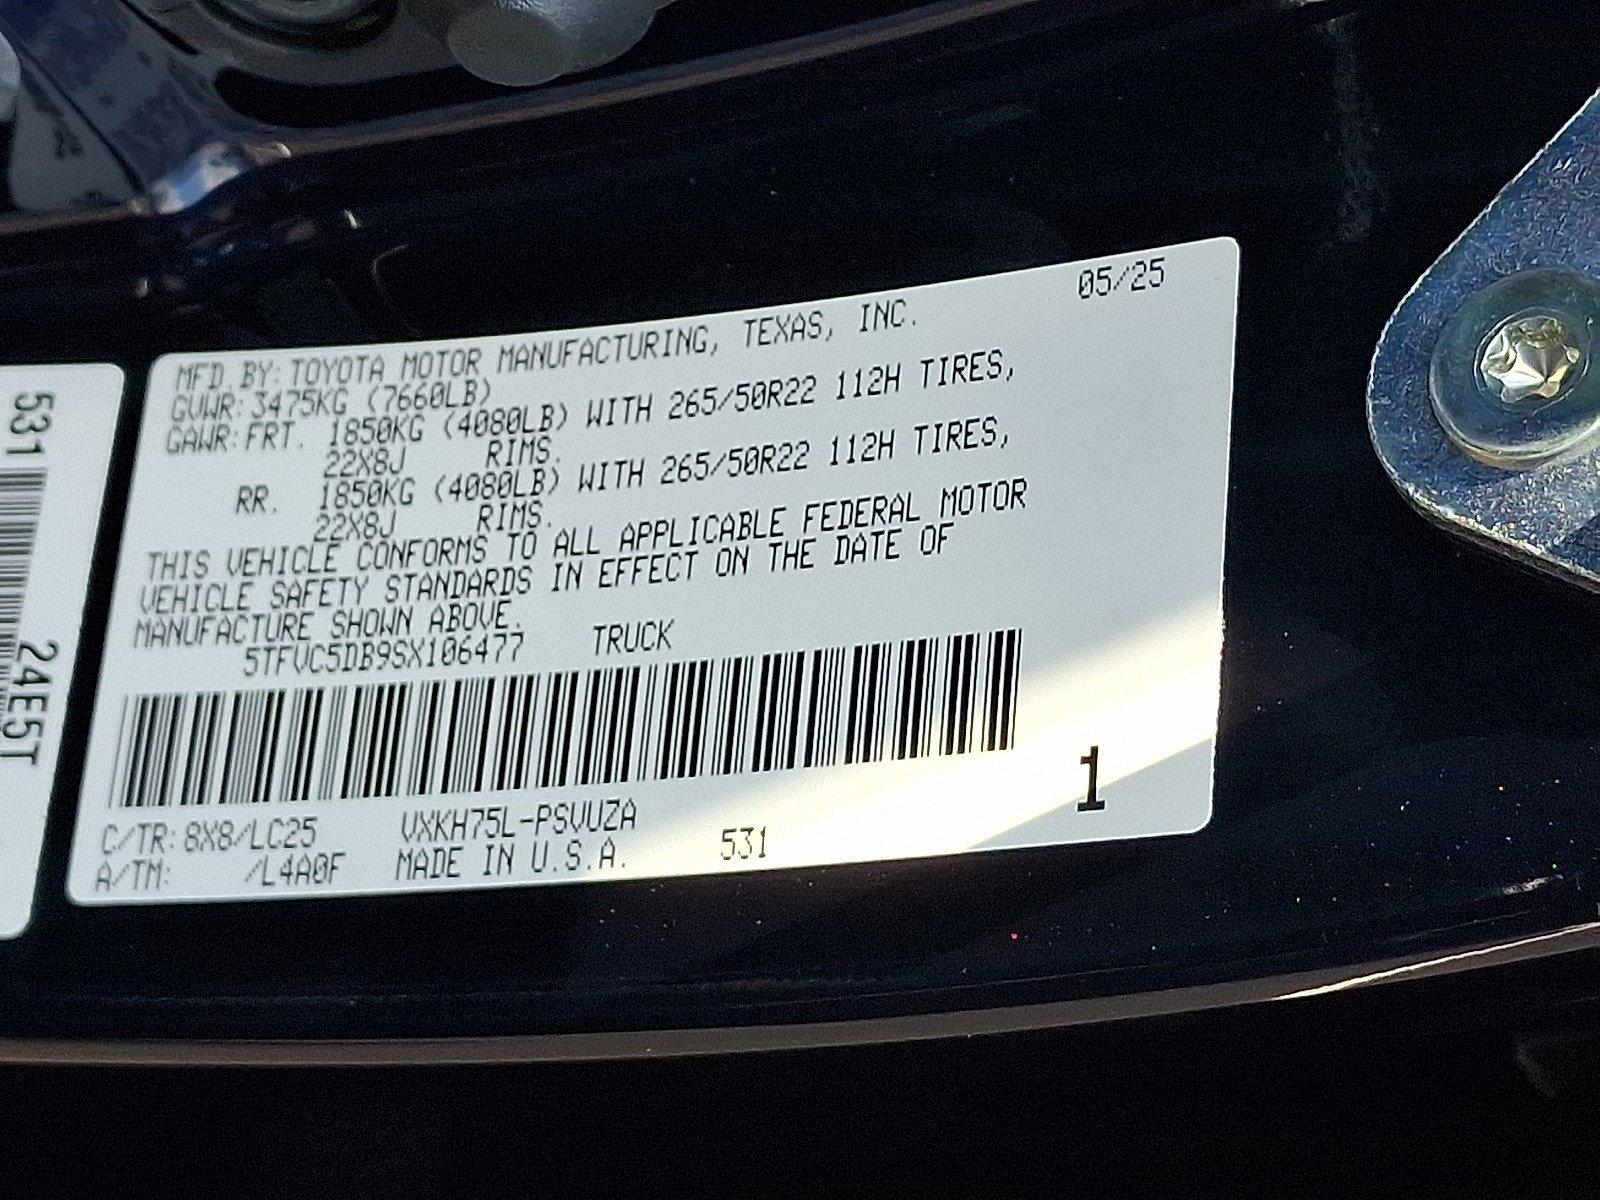 05/25
MFD. BY: TOYOTA MOTOR MANUFACTURING, TEXAS, INC.
GVWR: 3475KG (7660LB)
GAWR: FRT. 1850KG (4080LB) WITH 265/50R22 112H TIRES,
22X8J RIMS.
RR. 1850KG (4080LB) WITH 265/50R22 112H TIRES,
22X8J RIMS.
THIS VEHICLE CONFORMS TO ALL APPLICABLE FEDERAL MOTOR
VEHICLE SAFETY STANDARDS IN EFFECT ON THE DATE OF
MANUFACTURE SHOWN ABOVE.
5TFVC5DB9SX106477 TRUCK
1
C/TR: 8X8/LC25 VXKH75L-PSVUZA
A/TM: /L4A0F MADE IN U.S.A. 531
531
24E5T